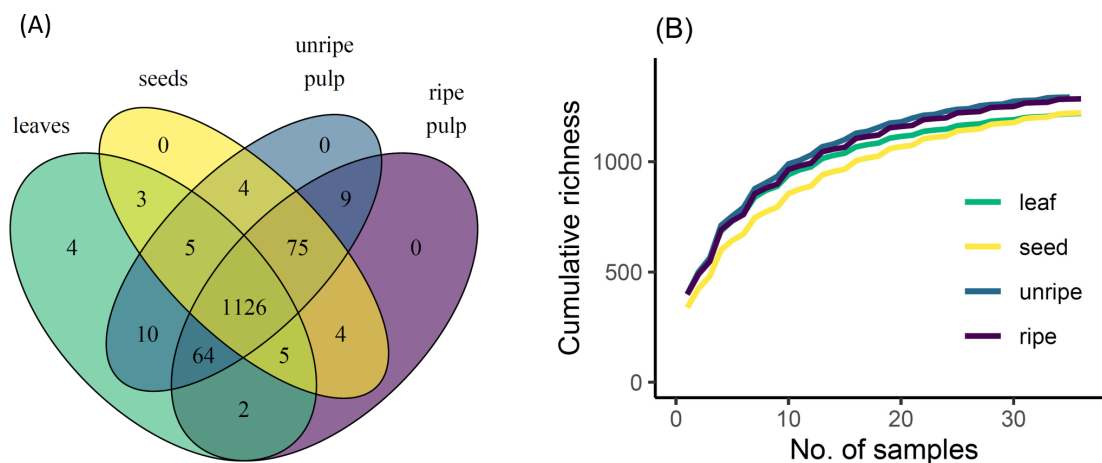 (A)
unripe
pulp
seeds
ripe
pulp
leaves
0
0
3
4
9
4
5
75
0
1126
10
4
64
5
2
(B)
Cumulative richness
1000
500
0
leaf
seed
unripe
ripe
0
10
20
30
No. of samples